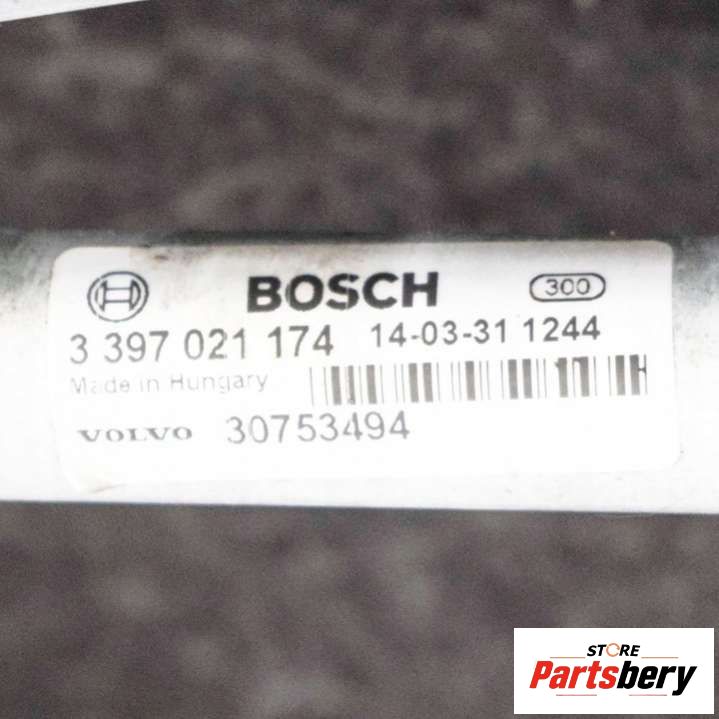 BOSCH 300
3 397 021 174 14-03-31 1244
Made in Hungary
VOLVO 30753494
STORE
Partsbery